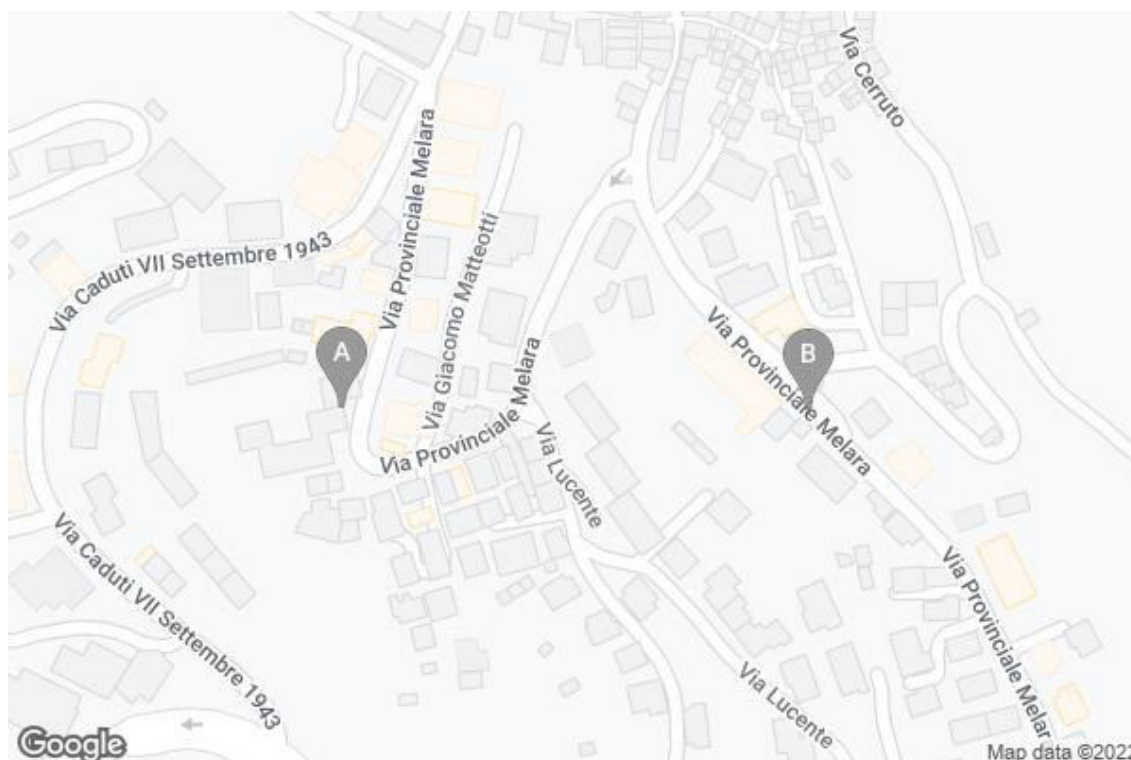 Via Cerruto
Via Provinciale Melara
Via Caduti VII Settembre 1943
Via Giacomo Matteotti
Via Provinciale Melara
A
B
Via Provinciale Melara
Via Provinciale Melara
Via Lucente
Via Caduti VII Settembre 1943
Via Provinciale Melar
Via Lucente
Google
Map data ©2022